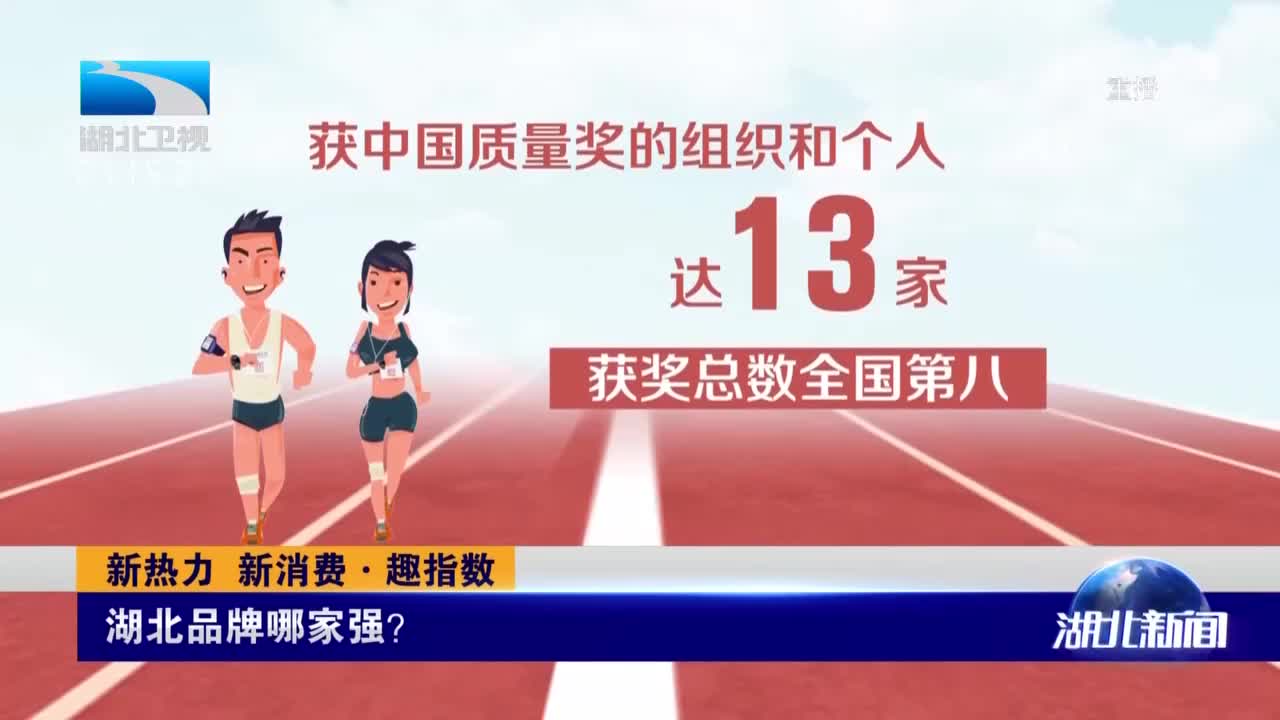 湖北卫视
重播
获中国质量奖的组织和个人
达13家
获奖总数全国第八
新热力 新消费·趣指数
湖北品牌哪家强?
湖北新闻